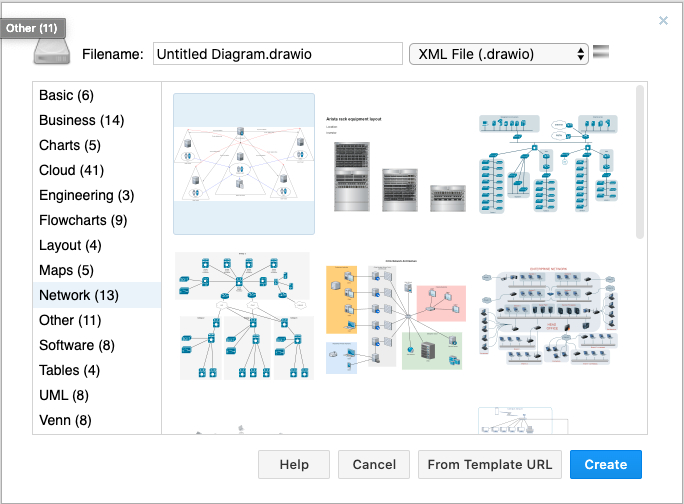 Other (11)
Filename:
Untitled Diagram.drawio
XML File (.drawio)
Basic (6)
Business (14)
Charts (5)
Cloud (41)
Engineering (3)
Flowcharts (9)
Layout (4)
Maps (5)
Network (13)
Other (11)
Software (8)
Tables (4)
UML (8)
Venn (8)
Arista rack equipment layout
Help
Cancel
From Template URL
Create